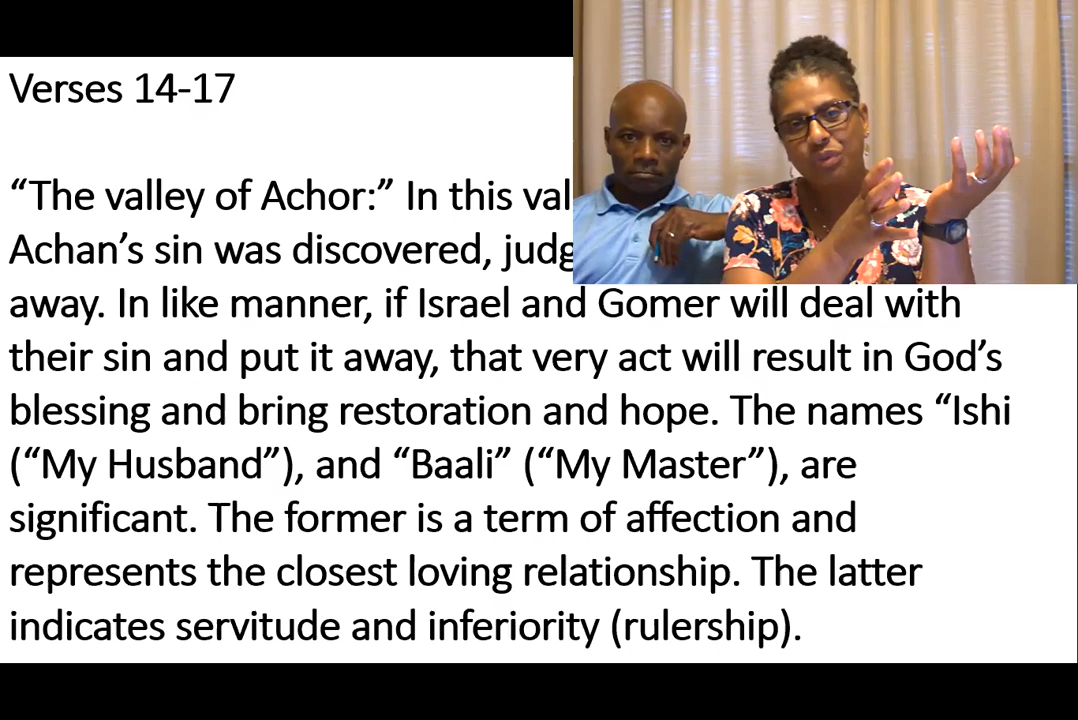 Verses 14-17
“The valley of Achor:” In this val
Achan’s sin was discovered, judg
away. In like manner, if Israel and Gomer will deal with
their sin and put it away, that very act will result in God’s
blessing and bring restoration and hope. The names “Ishi
(“My Husband”), and “Baali” (“My Master”), are
significant. The former is a term of affection and
represents the closest loving relationship. The latter
indicates servitude and inferiority (rulership).